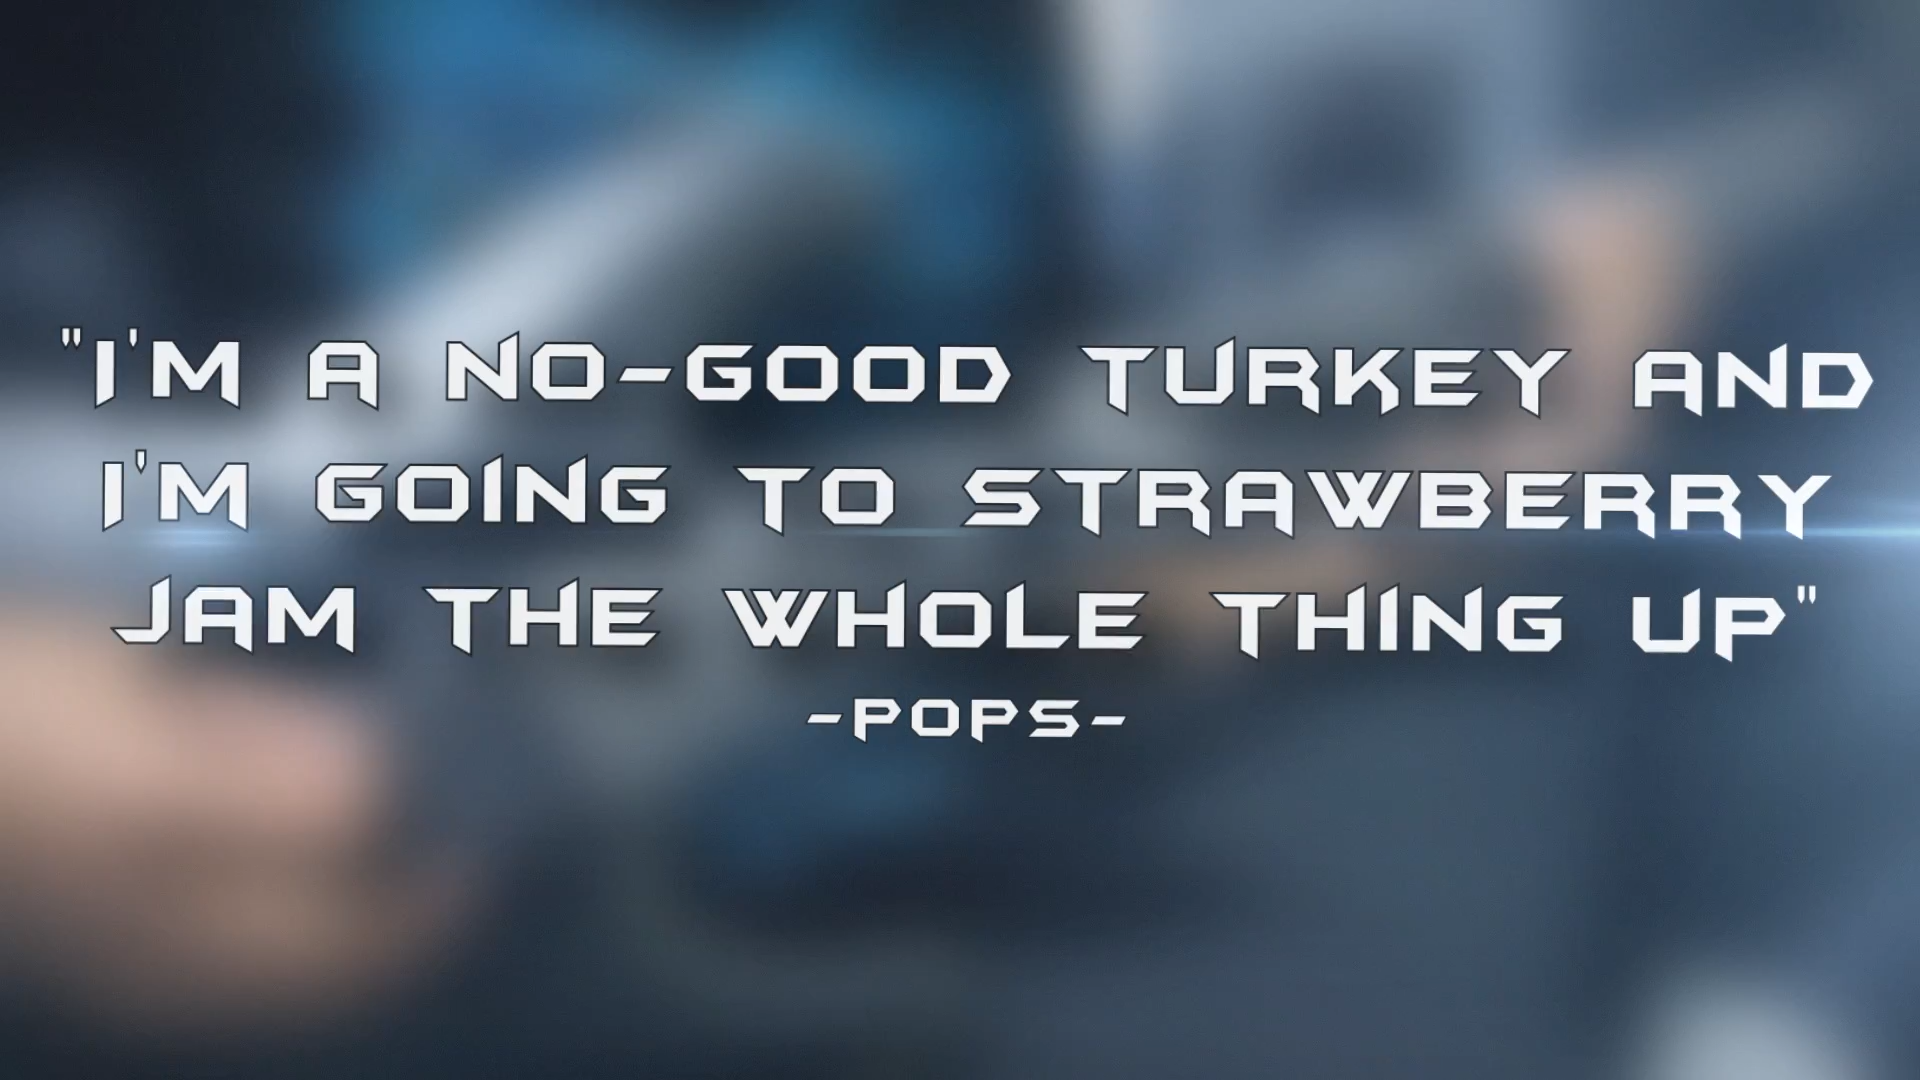 "I'M A NO-GOOD TURKEY AND
I'M GOING TO STRAWBERRY
JAM THE WHOLE THING UP"
-POPS-